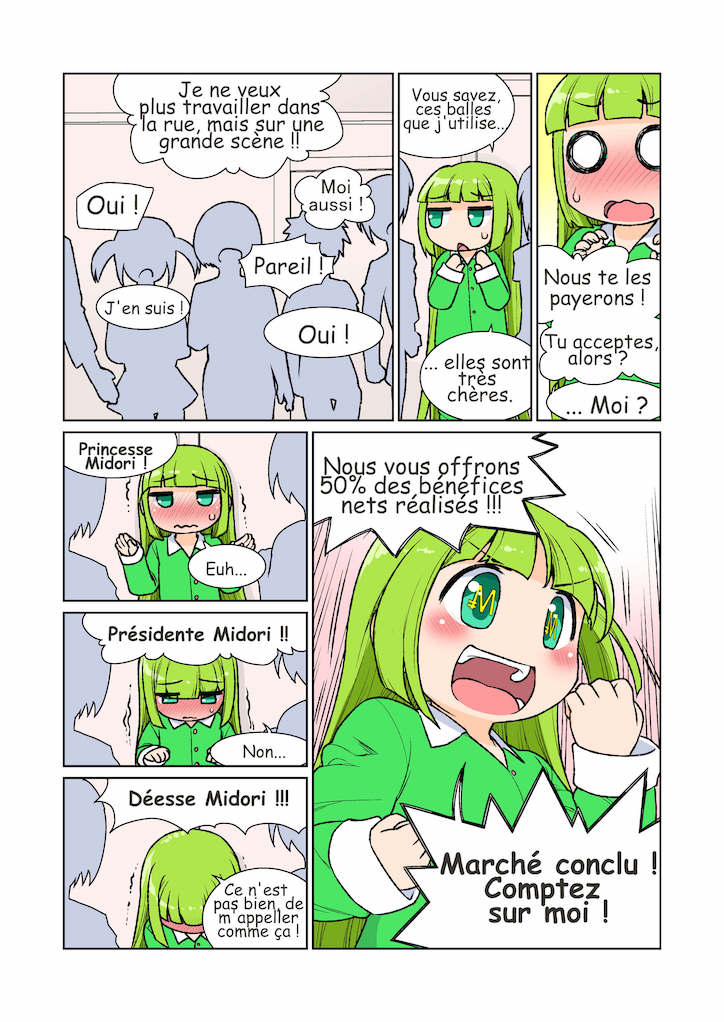 Je ne veux
plus travailler dans
la rue, mais sur une
grande scène !!
Oui !
Moi
aussi !
Pareil !
J'en suis !
Oui !
Vous savez,
ces balles
que j'utilise..
... elles sont
très
chères.
Nous te les
payerons !
Tu acceptes,
alors ?
... Moi ?
Princesse
Midori !
Euh...
Présidente Midori !!
Non...
Déesse Midori !!!
Ce n'est
pas bien, de
m'appeller
comme ça !
Nous vous offrons
50% des bénéfices
nets réalisés !!!
¥M
Marché conclu !
Comptez
sur moi !